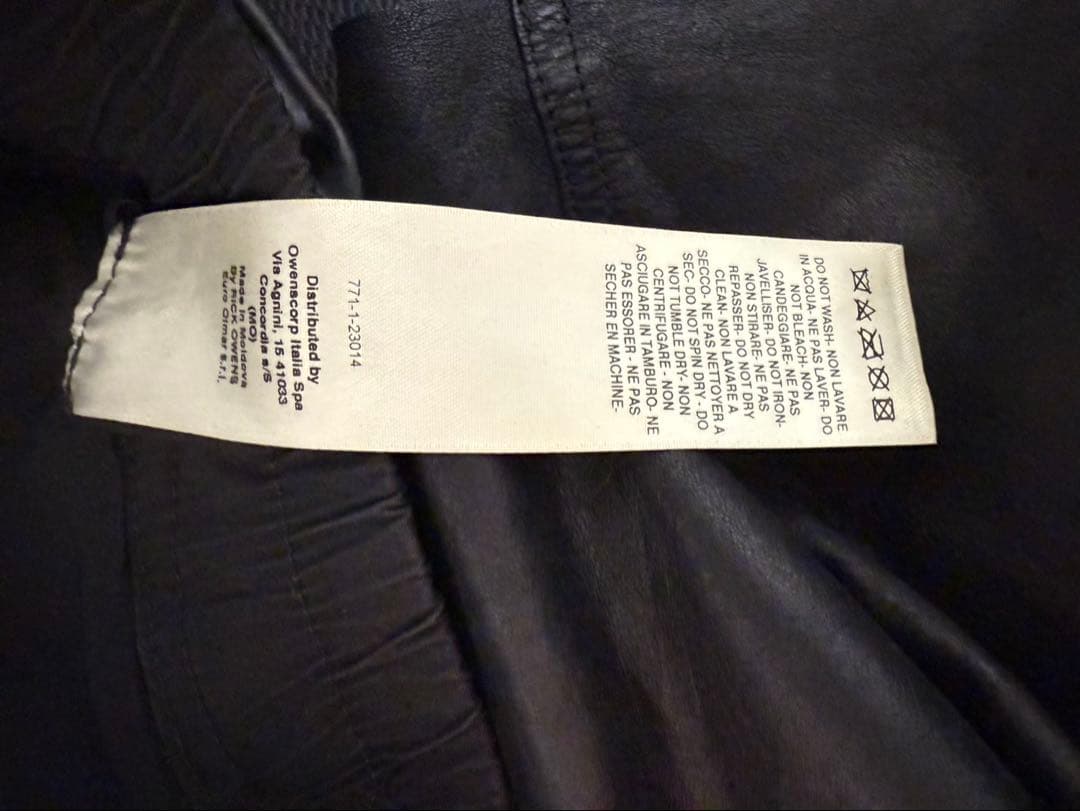 DO NOT WASH- NON LAVARE
IN ACQUA- NE PAS LAVER- DO
NOT BLEACH- NON
CANDEGGIARE- NE PAS
JAVELLISER- DO NOT IRON-
NON STIRARE- NE PAS
REPASSER- DO NOT DRY
CLEAN- NON LAVARE A
SECCO- NE PAS NETTOYER A
SEC- DO NOT SPIN DRY - DO
NOT TUMBLE DRY- NON
CENTRIFUGARE - NON
ASCIUGARE IN TAMBURO- NE
PAS ESSORER - NE PAS
SECHER EN MACHINE-
771-1-23014
Distributed by
Owenscorp Italia Spa
Via Agnini, 15 41033
Concordia s/S
(MO)
Made in Moldova
By RICK OWENS
Euro Olmar s.r.l.